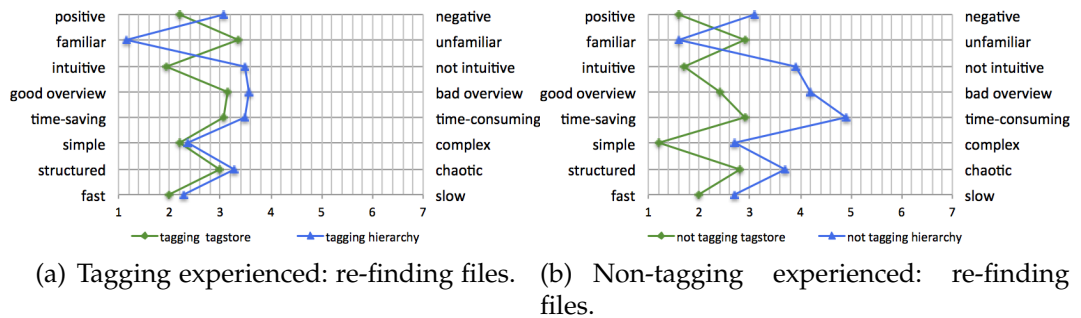 positive negative positive negative
familiar unfamiliar familiar unfamiliar
intuitive not intuitive intuitive not intuitive
good overview bad overview good overview bad overview
time-saving time-consuming time-saving time-consuming
simple complex simple complex
structured chaotic structured chaotic
fast slow fast slow
1 2 3 4 5 6 7 1 2 3 4 5 6 7
tagging tagstore tagging hierarchy not tagging tagstore not tagging hierarchy
(a) Tagging experienced: re-finding files. (b) Non-tagging experienced: re-finding
files.